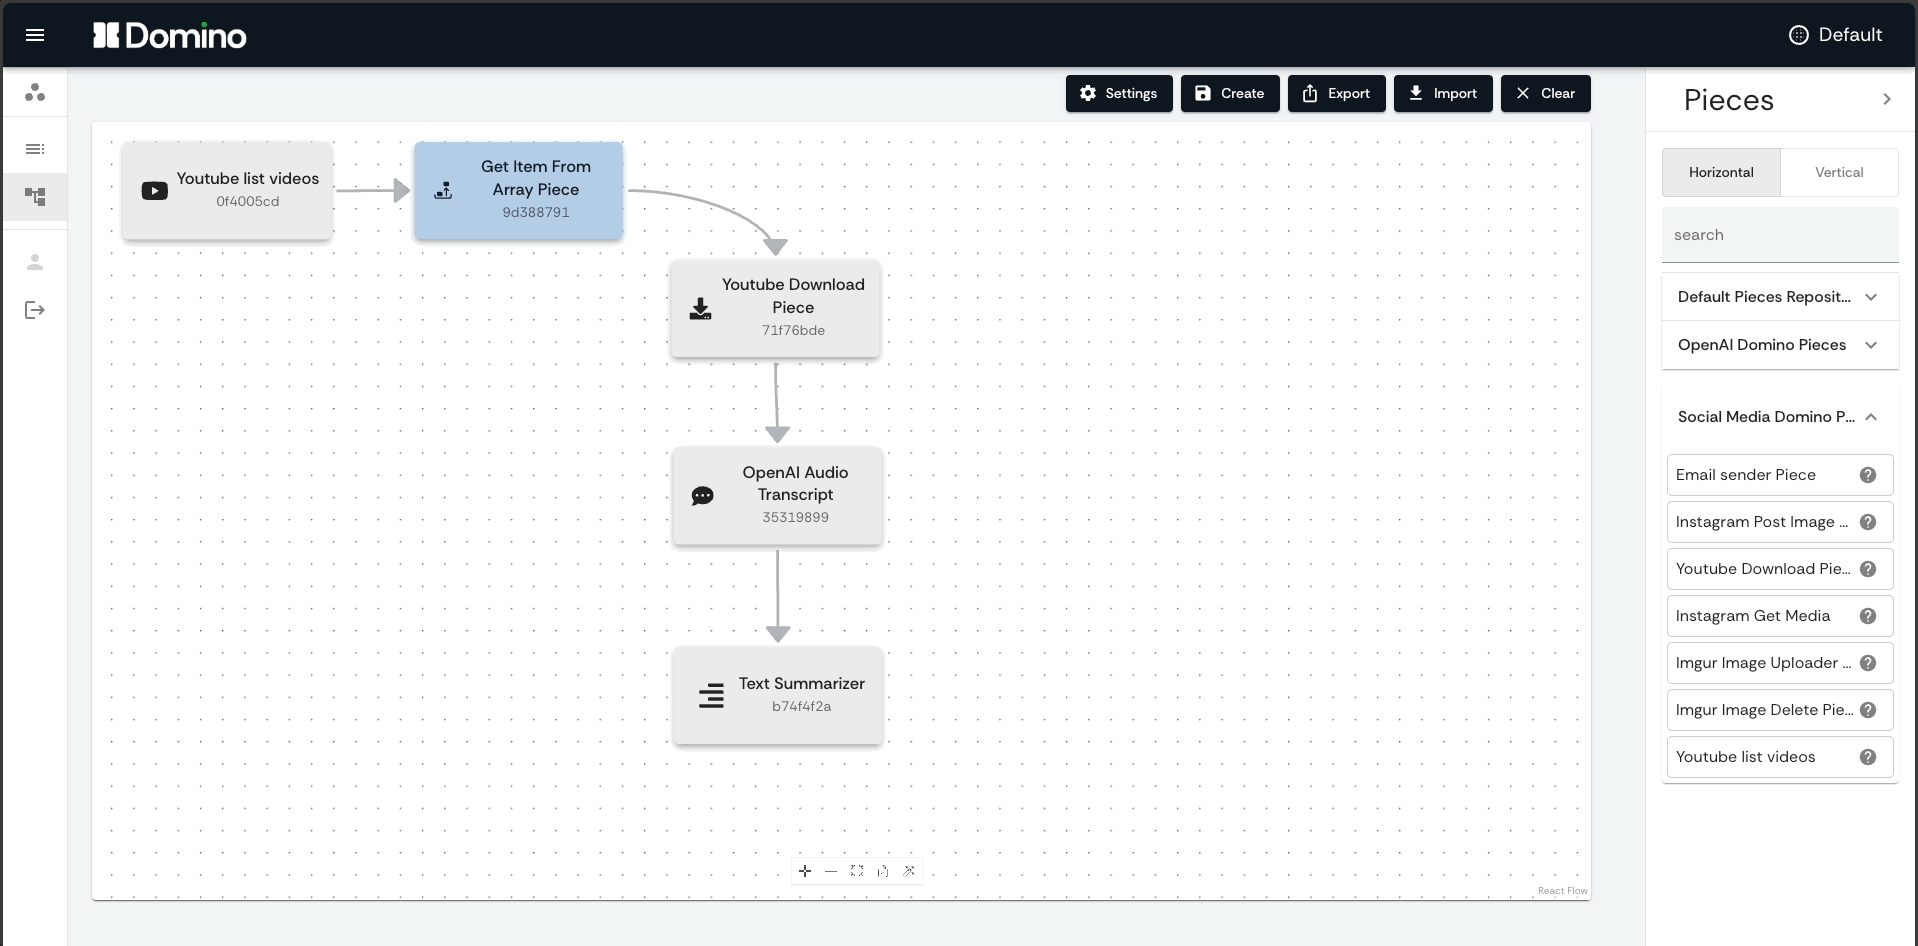 Domino
Default
Settings
Create
Export
Import
Clear
Pieces
Horizontal
Vertical
search
Default Pieces Reposit...
OpenAI Domino Pieces
Social Media Domino P...
Email sender Piece
Instagram Post Image ...
Youtube Download Pie...
Instagram Get Media
Imgur Image Uploader ...
Imgur Image Delete Pie...
Youtube list videos
Youtube list videos
0f4005cd
Get Item From
Array Piece
9d388791
Youtube Download
Piece
71f76bde
OpenAI Audio
Transcript
35319899
Text Summarizer
b74f4f2a
React Flow